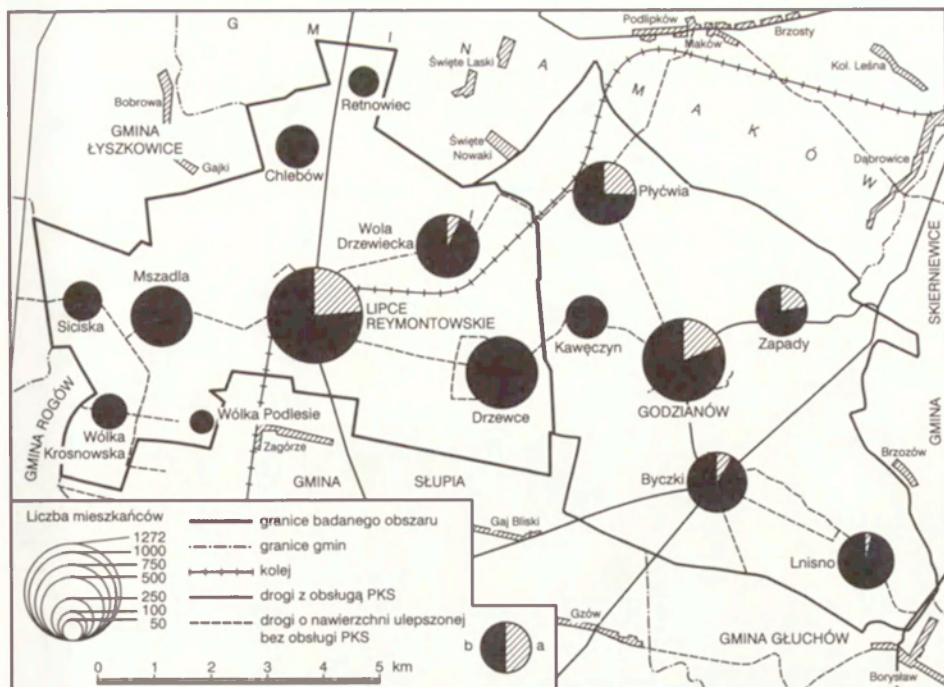 G M I N A M A K Ó W
Podlipków
Brzosty
Maków
Święte Laski
Kol. Leśna
Retnowiec
Bobrowa
GMINA
ŁYSZKOWICE
Gajki
Chlebów
Święte
Nowaki
Dąbrowice
Płyćwia
Wola
Drzewiecka
SKIERNIEWICE
Mszadla
Siciska
LIPCE
REYMONTOWSKIE
Kawęczyn
Zapady
GMINA ROGÓW
Wólka
Krosnowska
Wólka Podlesie
Drzewce
GODZIANÓW
GMINA
Zagórze
Brzozów
GMINA SŁUPIA
Byczki
Gaj Bliski
Lnisno
Gzów
GMINA GŁUCHÓW
Borysław
Liczba mieszkańców
1272
1000
750
500
250
100
50
granice badanego obszaru
granice gmin
kolej
drogi z obsługą PKS
drogi o nawierzchni ulepszonej
bez obsługi PKS
b a
0 1 2 3 4 5 km